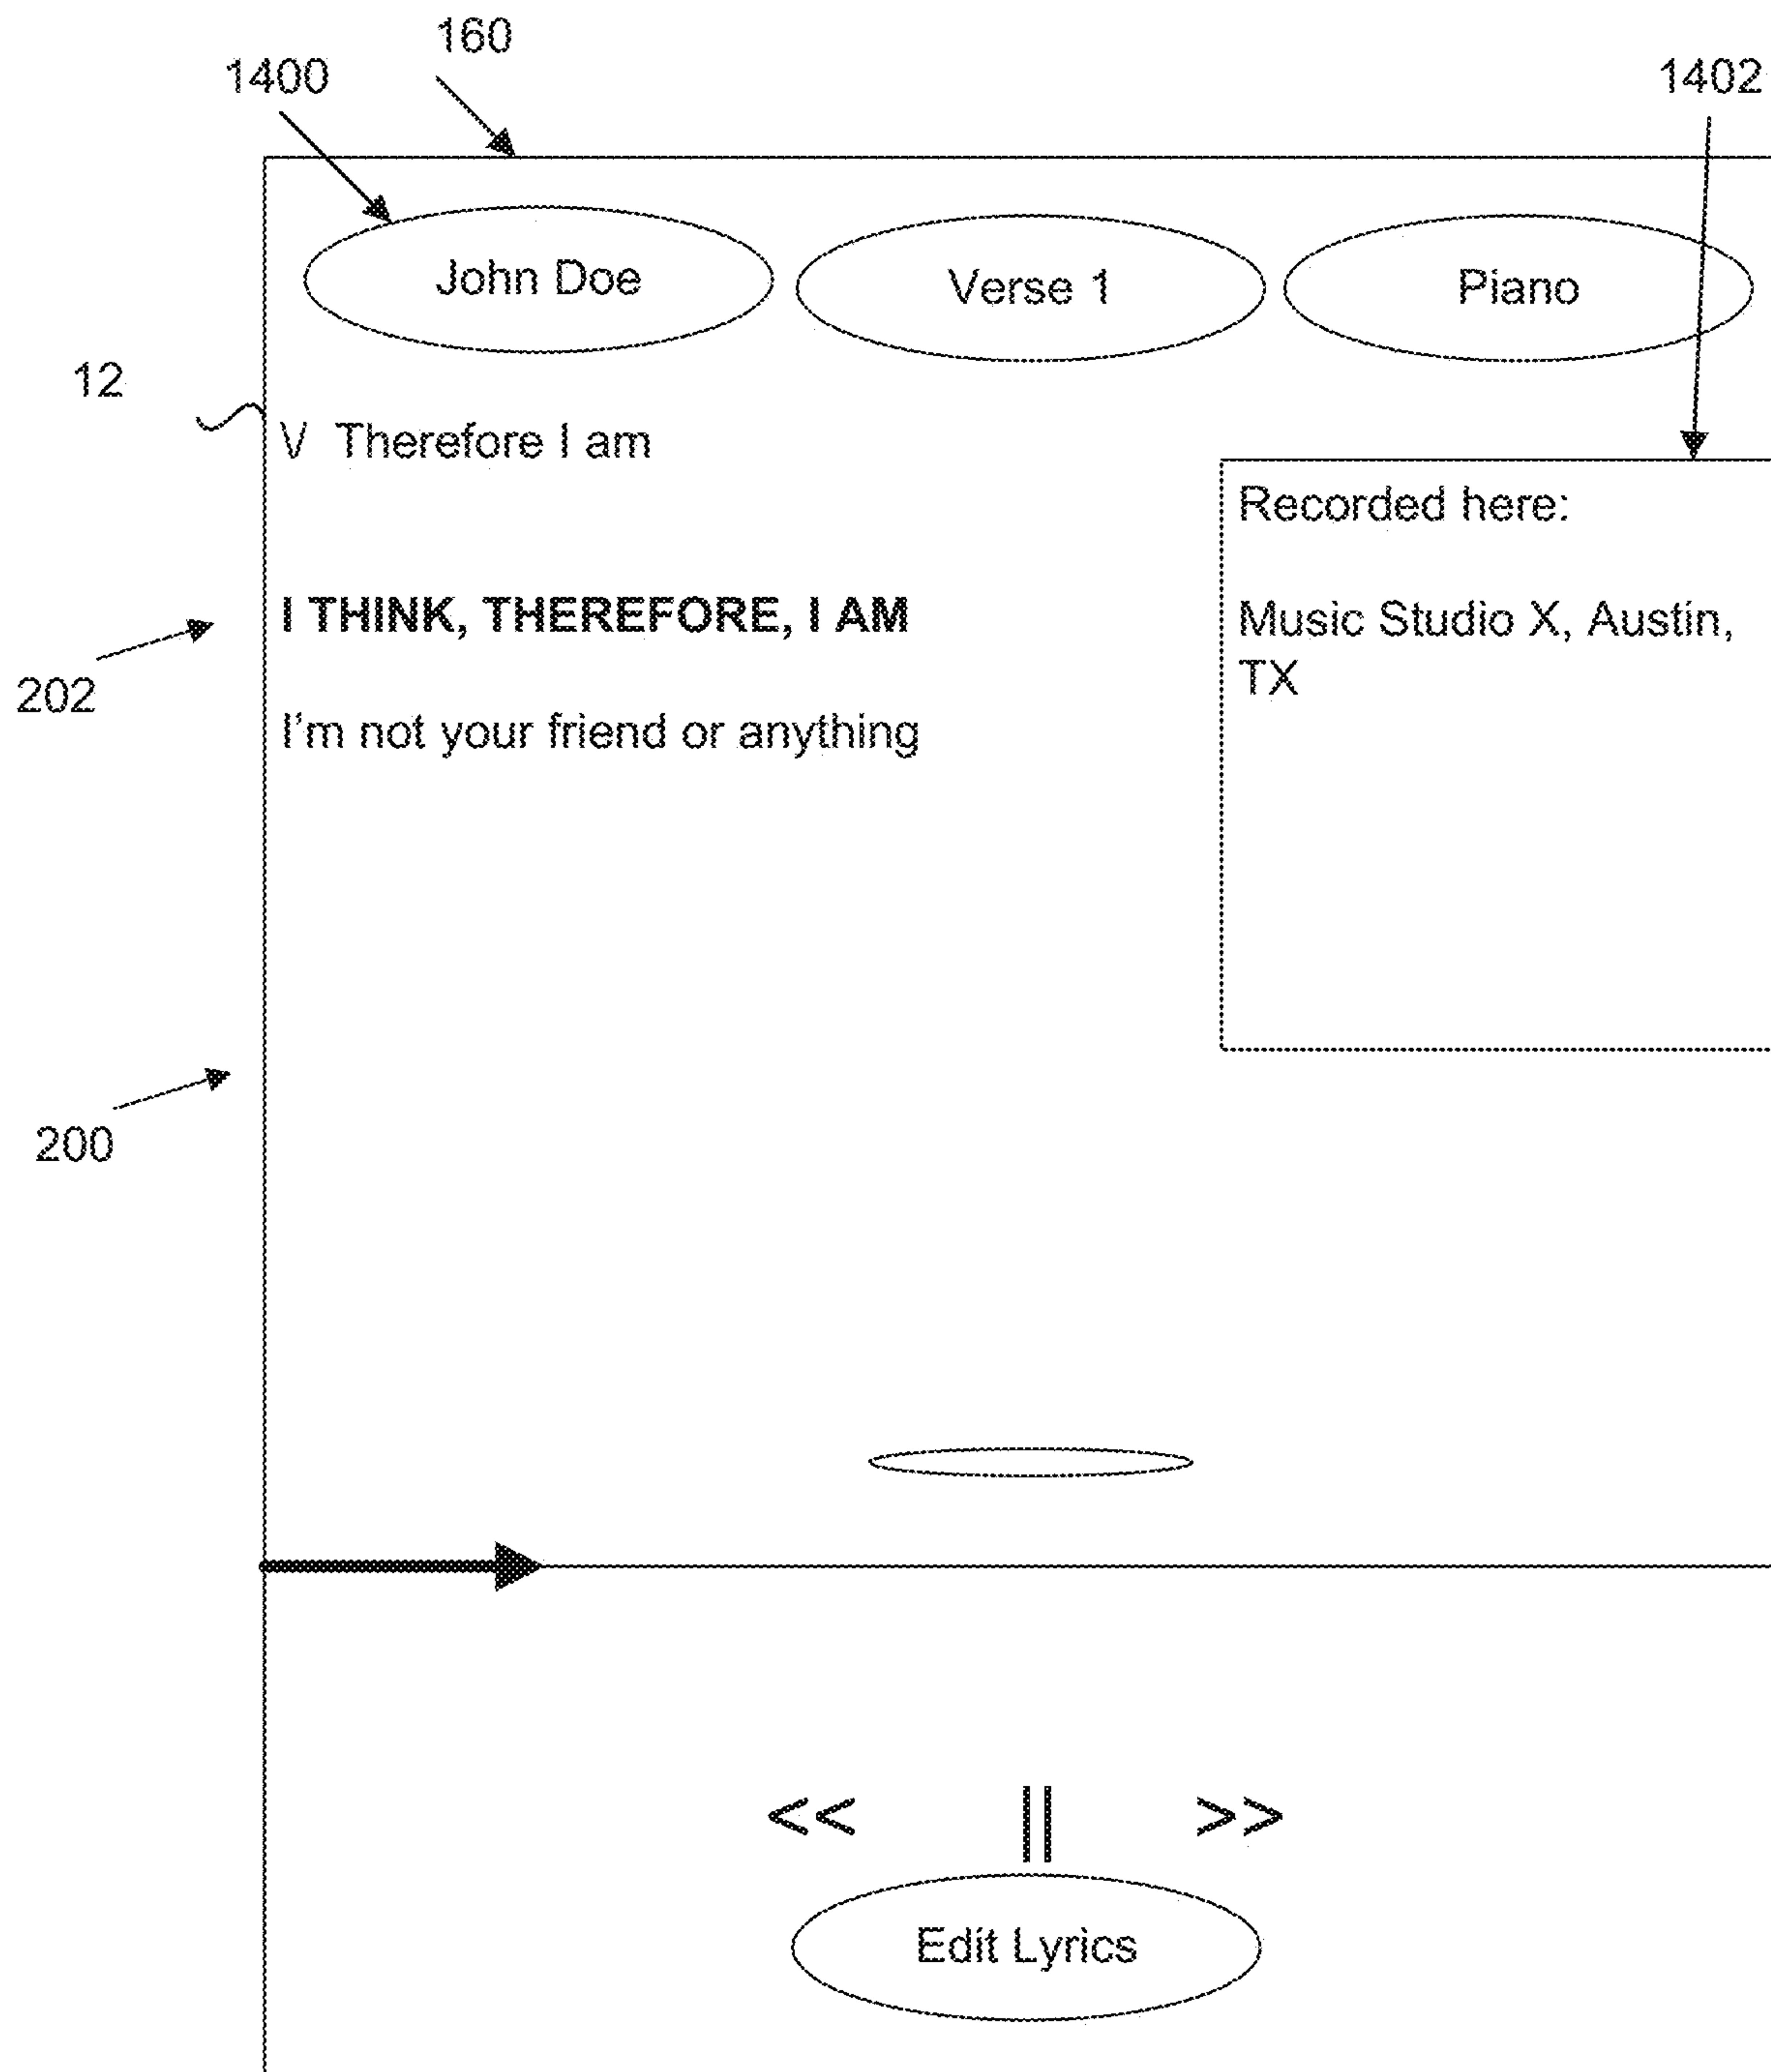 160
1400
1402
John Doe
Verse 1
Piano
12
V Therefore I am
Recorded here:
I THINK, THEREFORE, I AM
Music Studio X, Austin,
TX
202
I'm not your friend or anything
200
<< || >>
Edit Lyrics